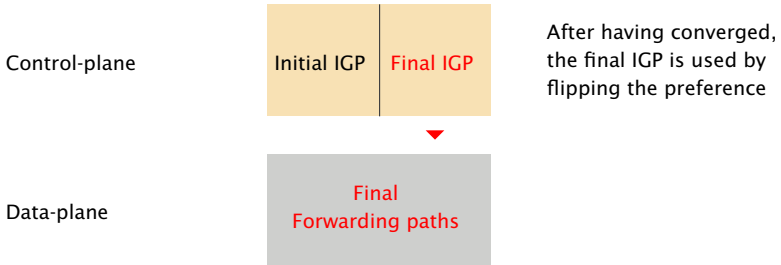 Control-plane
Initial IGP
Final IGP
After having converged,
the final IGP is used by
flipping the preference
Data-plane
Final
Forwarding paths